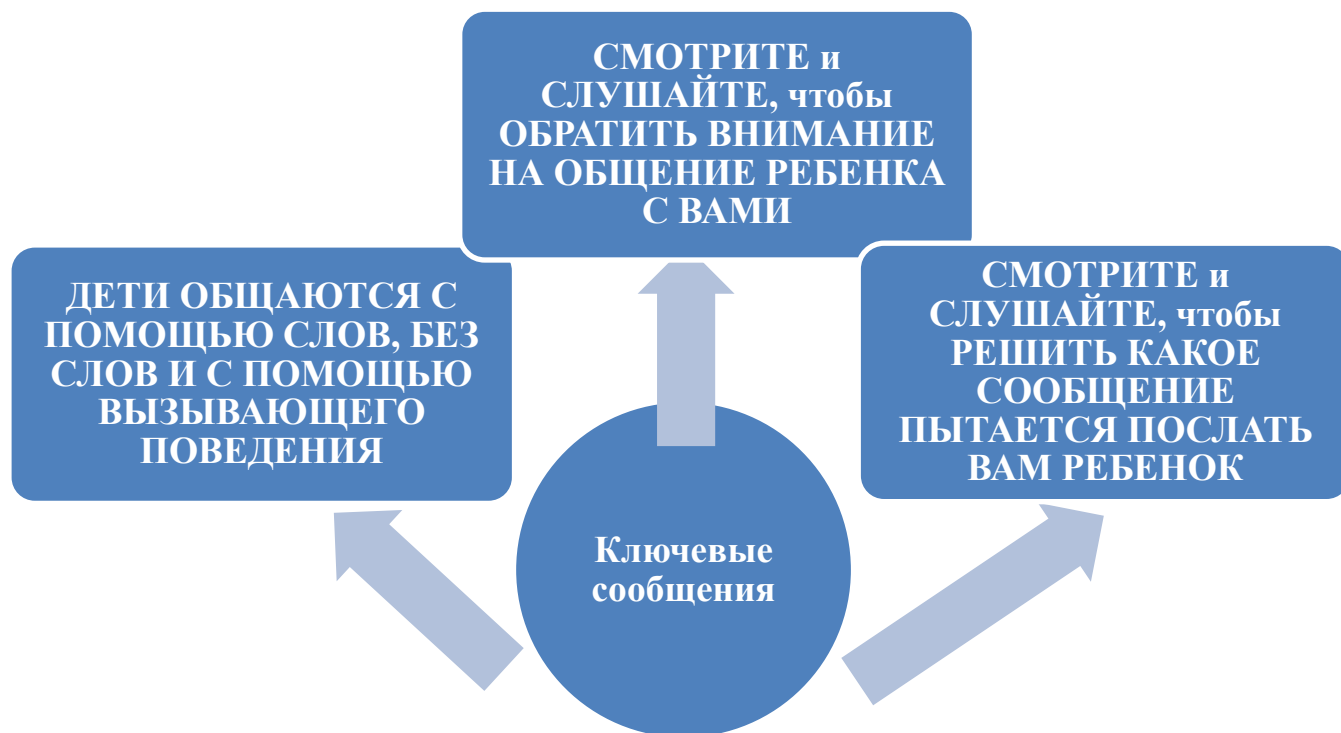 СМОТРИТЕ и
СЛУШАЙТЕ, чтобы
ОБРАТИТЬ ВНИМАНИЕ
НА ОБЩЕНИЕ РЕБЕНКА
С ВАМИ
ДЕТИ ОБЩАЮТСЯ С
ПОМОЩЬЮ СЛОВ, БЕЗ
СЛОВ И С ПОМОЩЬЮ
ВЫЗЫВАЮЩЕГО
ПОВЕДЕНИЯ
СМОТРИТЕ и
СЛУШАЙТЕ, чтобы
РЕШИТЬ КАКОЕ
СООБЩЕНИЕ
ПЫТАЕТСЯ ПОСЛАТЬ
ВАМ РЕБЕНОК
Ключевые
сообщения